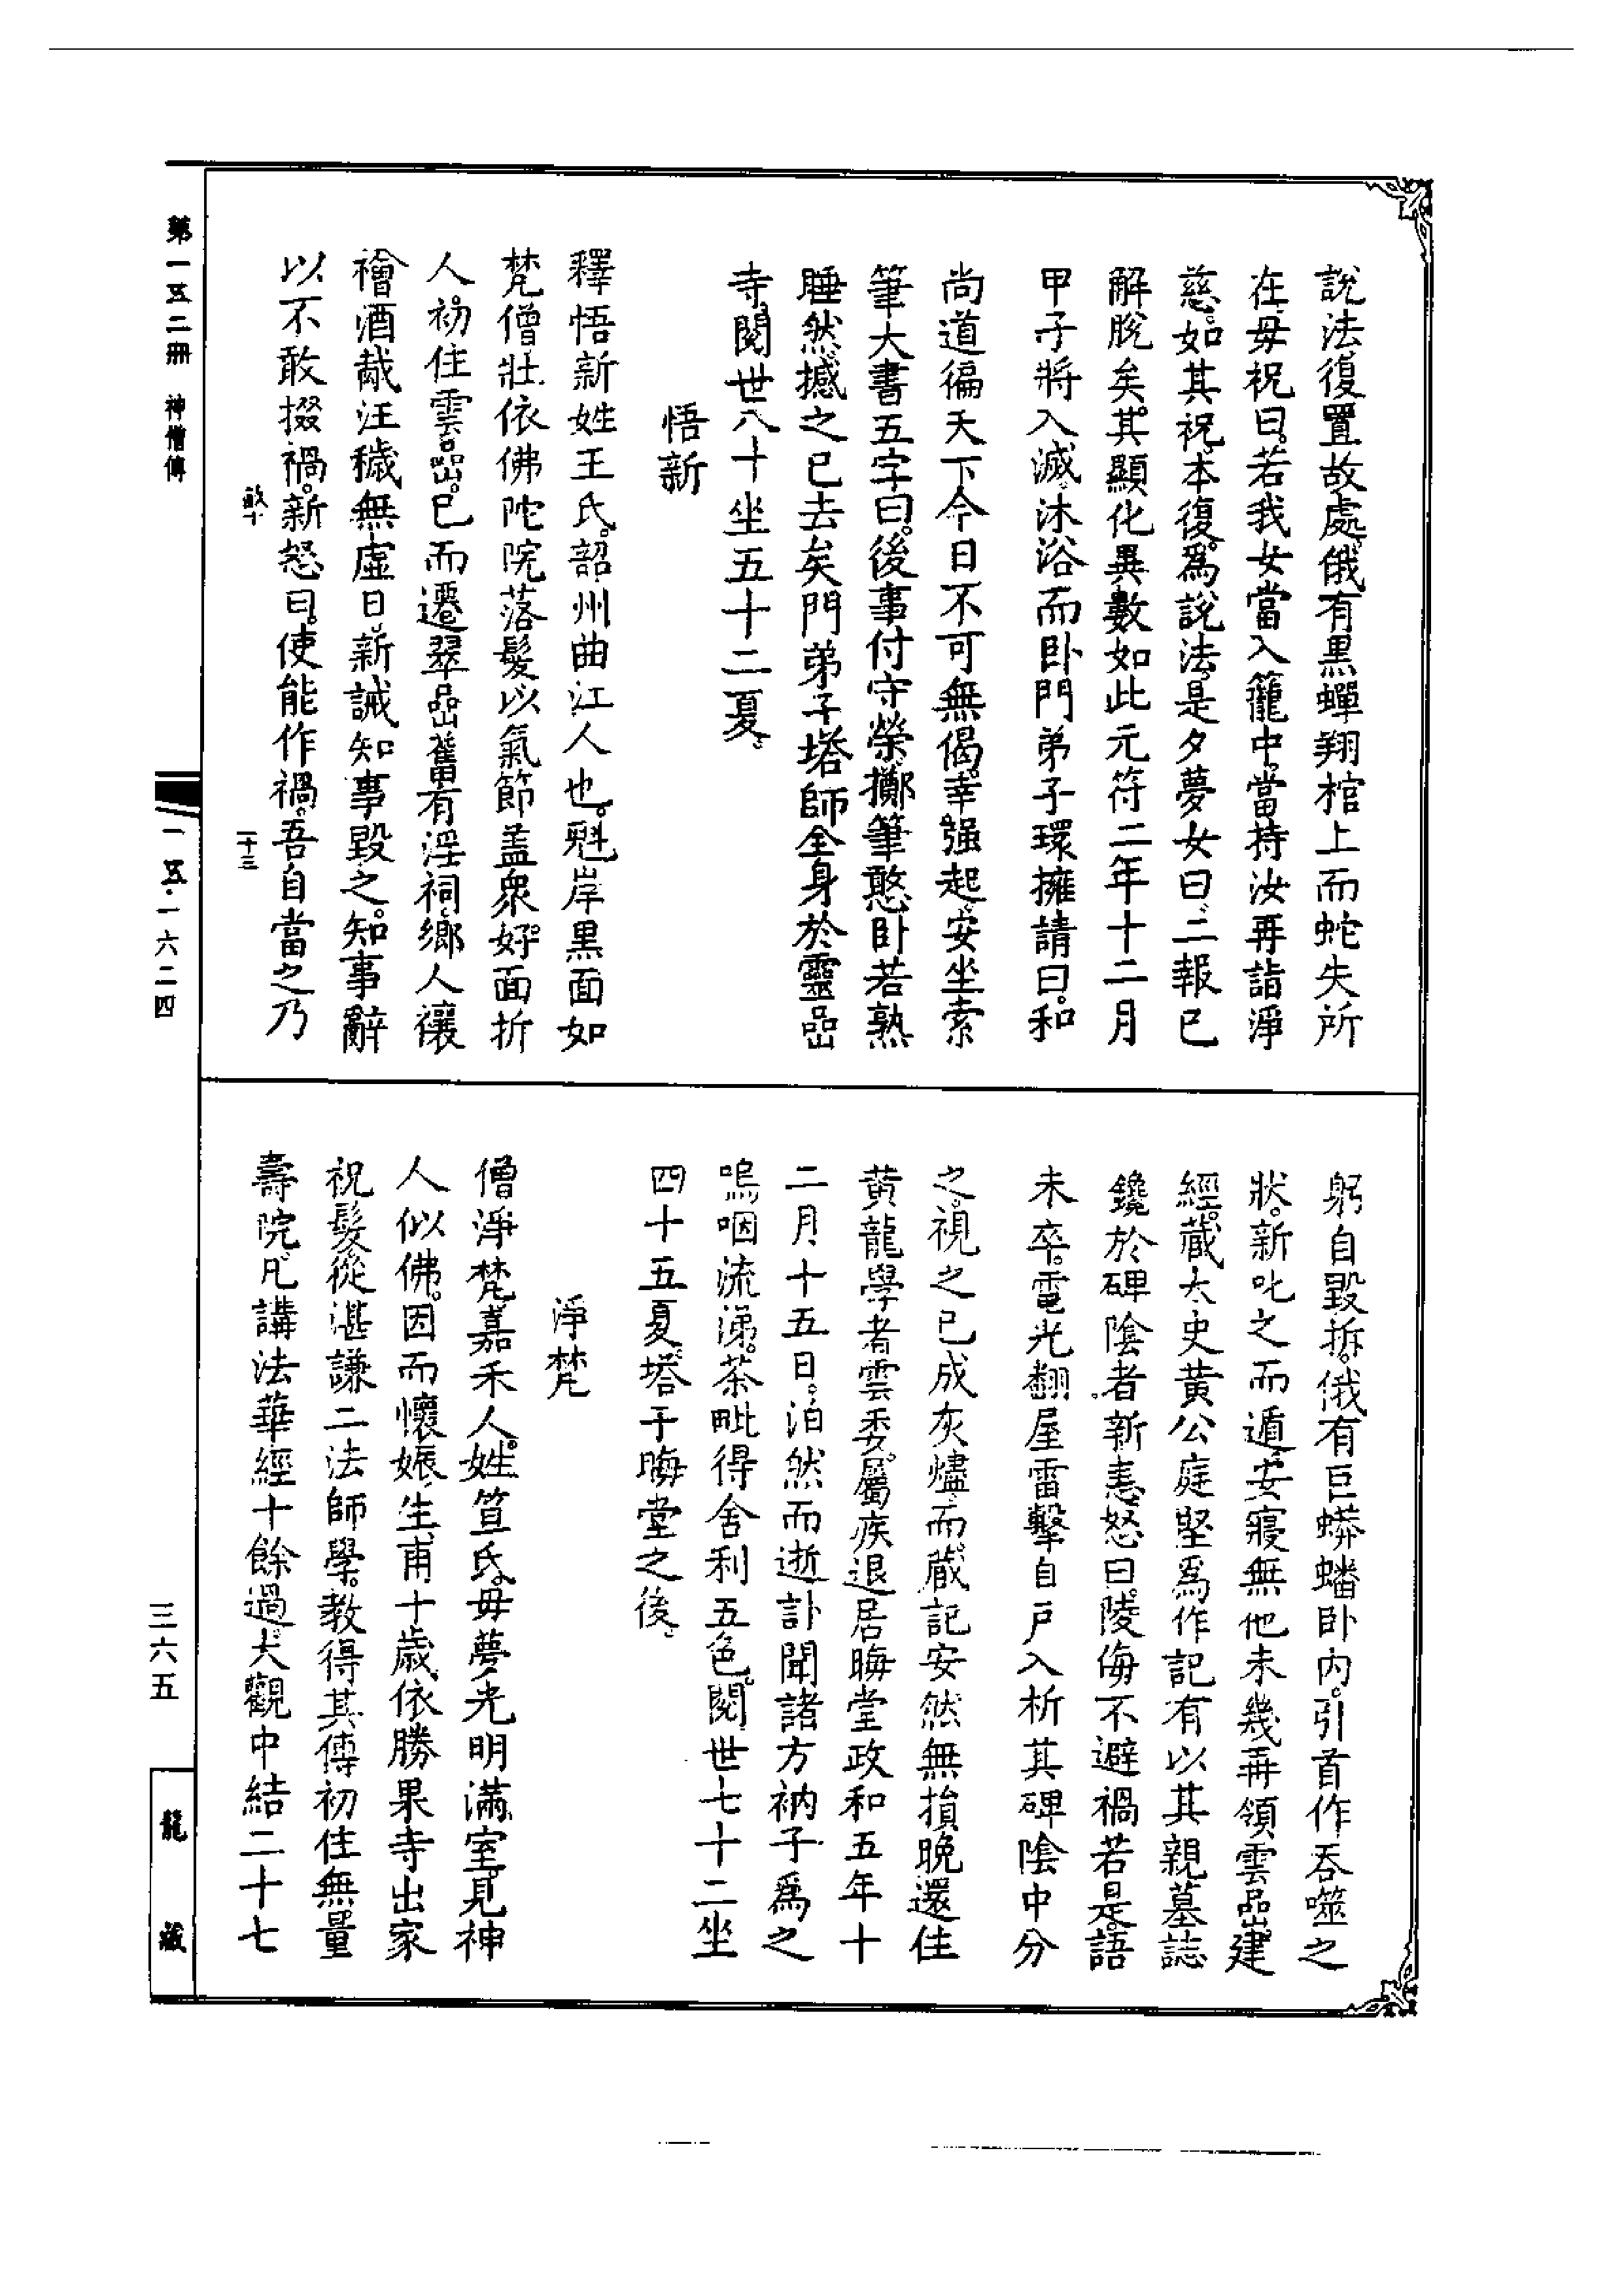 說法復置故處。俄有黑蟬翔棺上而蛇失所
在。母祝曰。若我女當入籠中。當持汝再詣淨
慈。如其祝。本復。爲說法。是夕夢女曰。二報已
解脫矣。其顯化異數如此元符二年十二月
甲子將入滅。沐浴而卧門弟子環擁請曰。和
尚道徧天下今日不可無偈。幸强起。安坐索
筆大書五字曰。後事付守榮。擲筆憨卧若熟
睡然。撼之已去矣門弟子塔師全身於靈嵒
寺。閱世八十坐五十二夏。
悟新
釋悟新姓王氏。韶州曲江人也。魁岸黑面如
梵僧壯依佛陀院落髮以氣節盖衆。好面折
人。初住雲嵒。已而遷翠嵒舊有淫祠。鄉人禳
禬酒胾汪穢無虛日。新誡知事毀之。知事辭
以不敢掇禍。新怒曰。使能作禍。吾自當之乃
躬自毀拆。俄有巨蟒蟠卧内。引首作吞噬之
狀。新叱之而遁。安寢無他未幾再領雲嵒。建
經藏太史黃公庭堅爲作記有以其親墓誌
鑱於碑陰者新恚怒曰。陵侮不避禍若是。語
未卒。電光翻屋雷擊自戶入析其碑陰中分
之。視之已成灰燼而藏記安然無損晚還住
黄龍學者雲委。屬疾退居晦堂政和五年十
二月十五日。泊然而逝訃聞諸方衲子爲之
嗚咽流涕。茶毗得舍利五色。閱世七十二坐
四十五夏。塔于晦堂之後。
淨梵
僧淨梵嘉禾人。姓笪氏。母夢光明滿室。見神
人似佛。因而懷娠。生甫十歲依勝果寺出家
祝髮從湛謙二法師學。教得其傳初住無量
壽院凡講法華經十餘過。大觀中結二十七
第一五二册 神僧傳
一五·一六二四
三六五
龍藏
十三